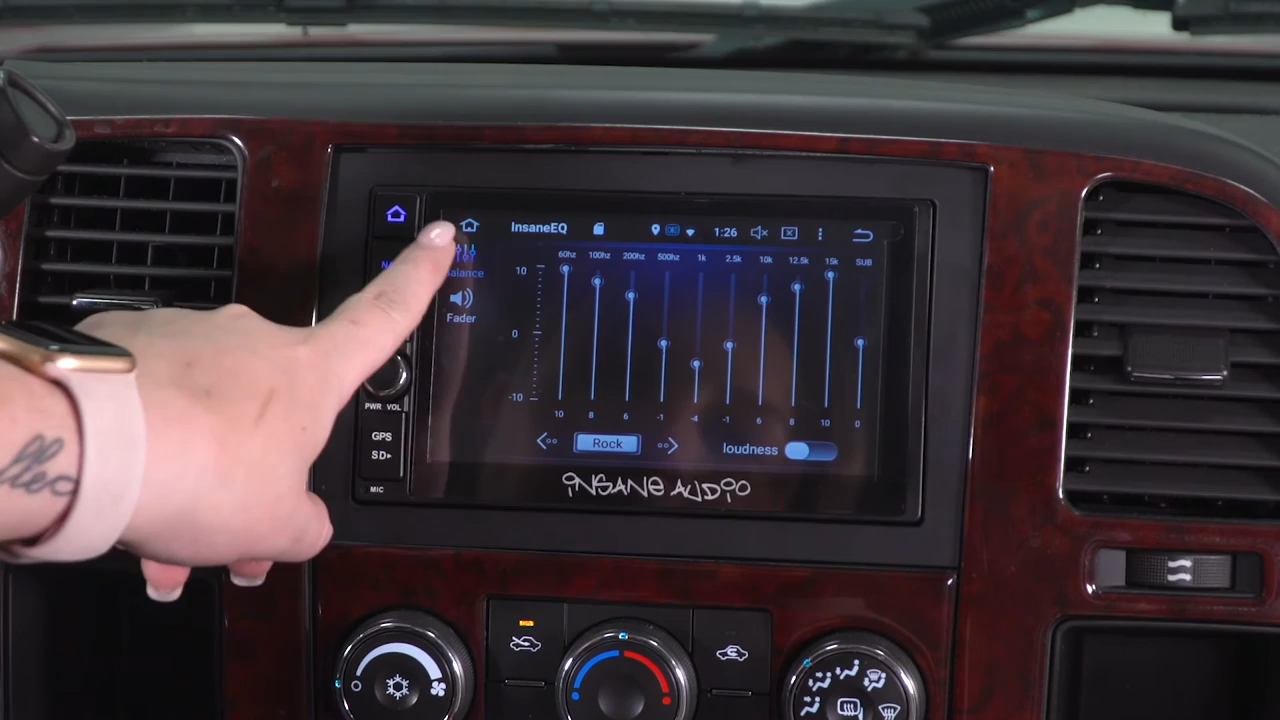 InsaneEQ 1:26
60hz 100hz 200hz 500hz 1k 2.5k 10k 12.5k 15k SUB
10
0
-10
10 8 6 -1 -4 -1 6 8 10 0
Fader
Rock
loudness
INSANE AUDIO
PWR VOL
GPS
SD
MIC